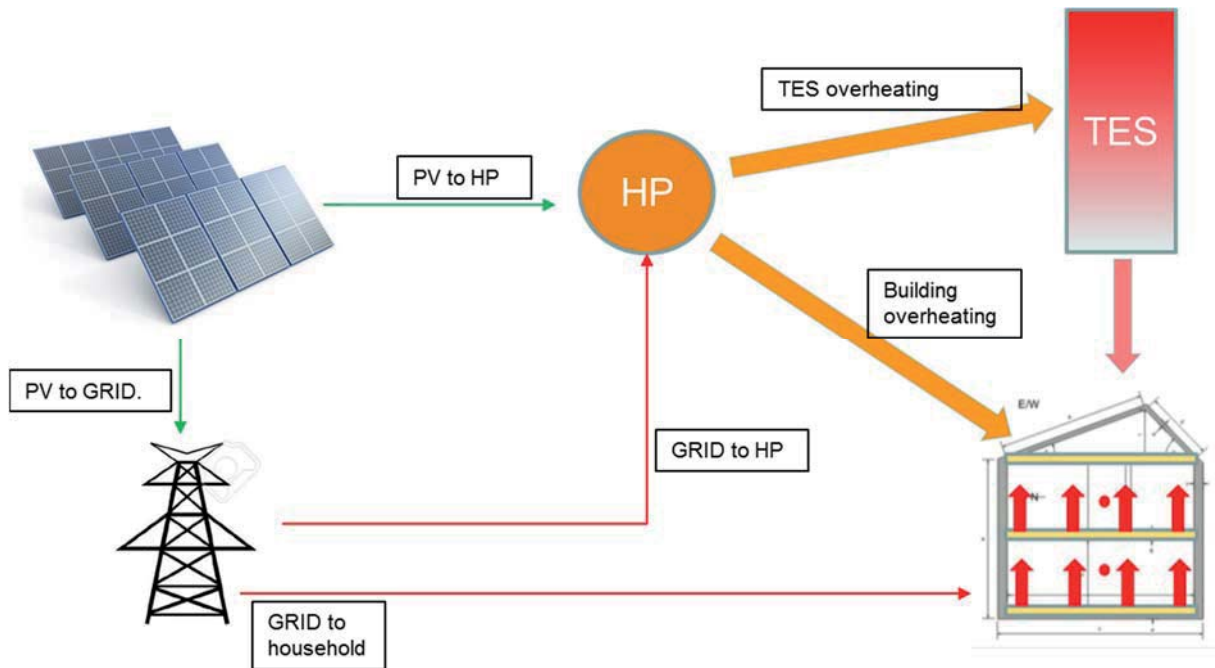 TES overheating
TES
PV to HP
HP
Building
overheating
PV to GRID.
E/W
GRID to HP
N
GRID to
household